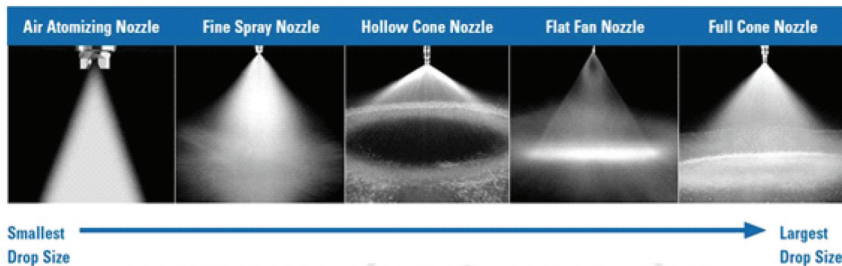 Air Atomizing Nozzle
Fine Spray Nozzle
Hollow Cone Nozzle
Flat Fan Nozzle
Full Cone Nozzle
Smallest
Drop Size
Largest
Drop Size